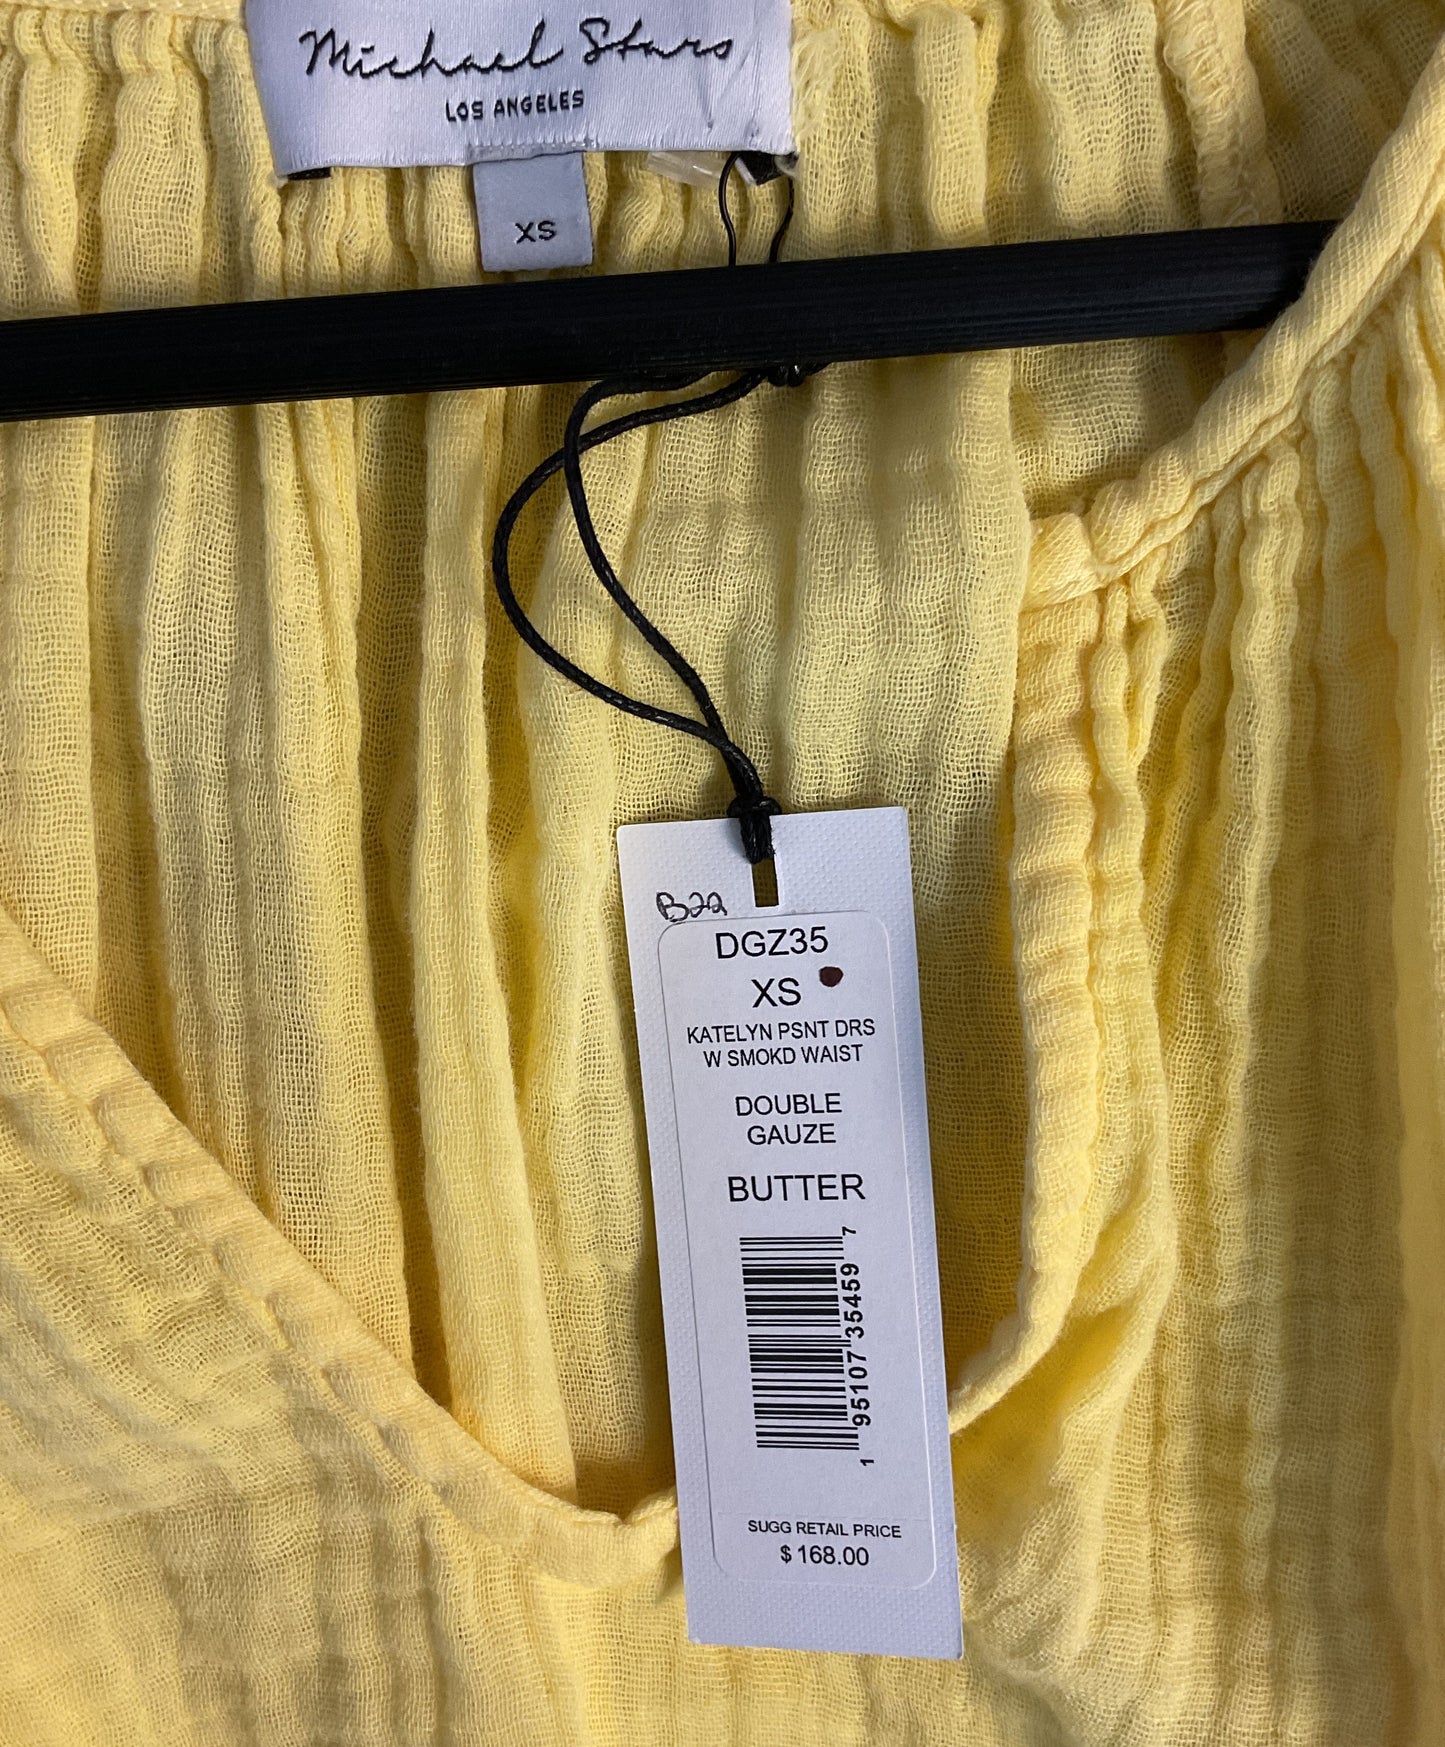 Michael Stars
LOS ANGELES
XS
B22
DGZ35
XS
KATELYN PSNT DRS
W SMOKD WAIST
DOUBLE
GAUZE
BUTTER
1 95107 35459 7
SUGG RETAIL PRICE
$ 168.00